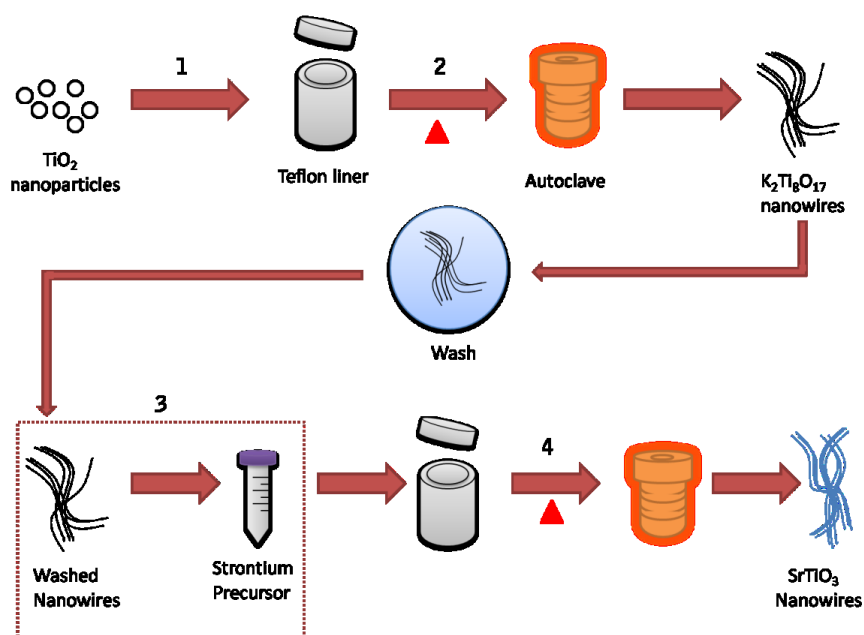 1
2
TiO₂
nanoparticles
Teflon liner
Autoclave
K₂Ti₈O₁₇
nanowires
Wash
3
4
Washed
Nanowires
Strontium
Precursor
SrTiO₃
Nanowires